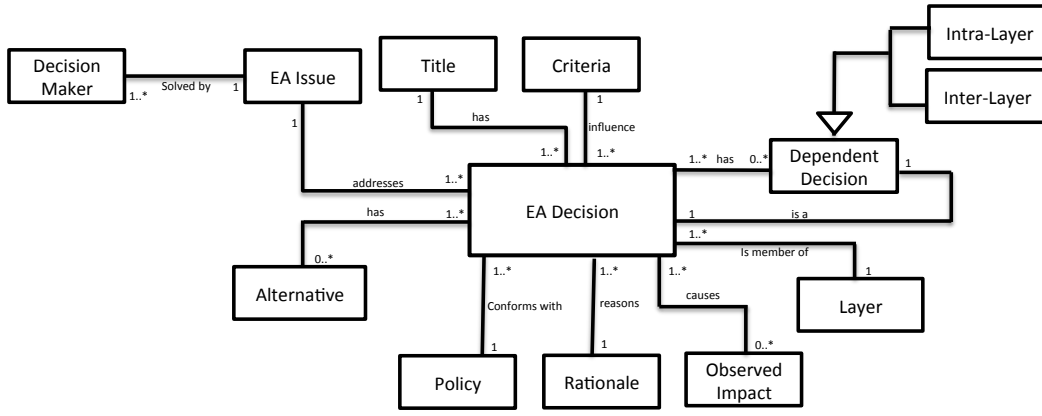 Intra-Layer
Decision
Maker
EA Issue
Title
Criteria
Solved by
1..*
1
Inter-Layer
1
1
1
has
influence
1..*
1..*
1..*
has
0..*
Dependent
Decision
1
addresses
1..*
EA Decision
has
1..*
1
is a
1..*
Is member of
0..*
1
Alternative
1..*
1..*
1..*
Layer
Conforms with
reasons
causes
1
1
0..*
Policy
Rationale
Observed
Impact